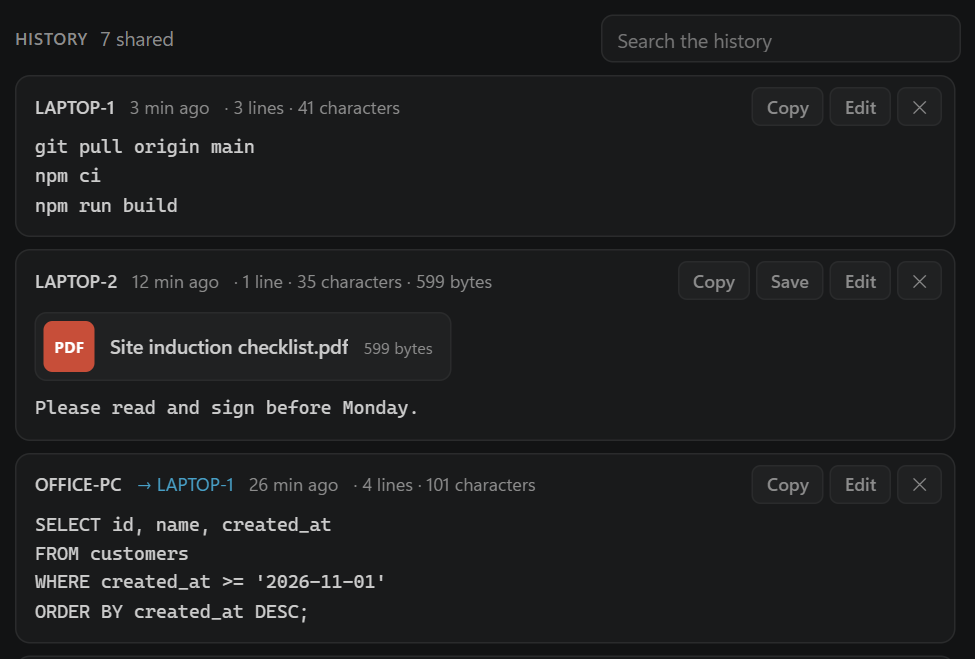 HISTORY 7 shared
Search the history
LAPTOP-1 3 min ago · 3 lines · 41 characters
Copy Edit ×
git pull origin main
npm ci
npm run build
LAPTOP-2 12 min ago · 1 line · 35 characters · 599 bytes
Copy Save Edit ×
PDF Site induction checklist.pdf 599 bytes
Please read and sign before Monday.
OFFICE-PC → LAPTOP-1 26 min ago · 4 lines · 101 characters
Copy Edit ×
SELECT id, name, created_at
FROM customers
WHERE created_at >= '2026-11-01'
ORDER BY created_at DESC;